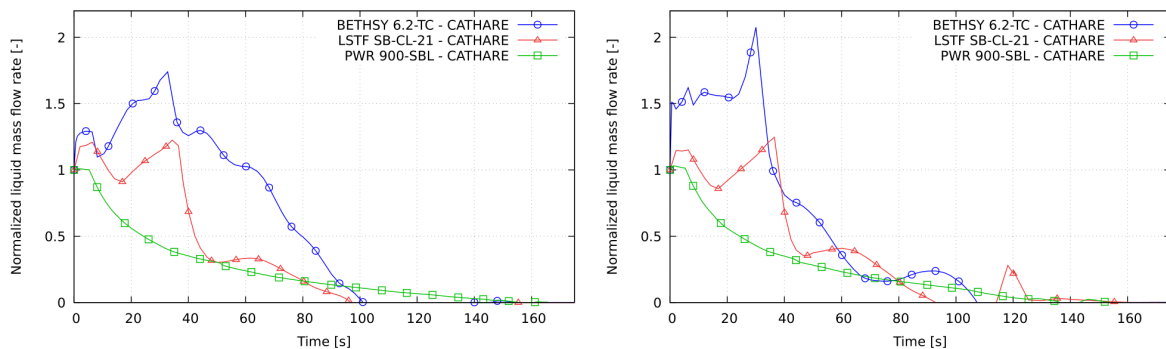 BETHSY 6.2-TC - CATHARE
LSTF SB-CL-21 - CATHARE
PWR 900-SBL - CATHARE
2
1.5
1
0.5
0
Normalized liquid mass flow rate [-]
0 20 40 60 80 100 120 140 160
Time [s]
BETHSY 6.2-TC - CATHARE
LSTF SB-CL-21 - CATHARE
PWR 900-SBL - CATHARE
2
1.5
1
0.5
0
Normalized liquid mass flow rate [-]
0 20 40 60 80 100 120 140 160
Time [s]